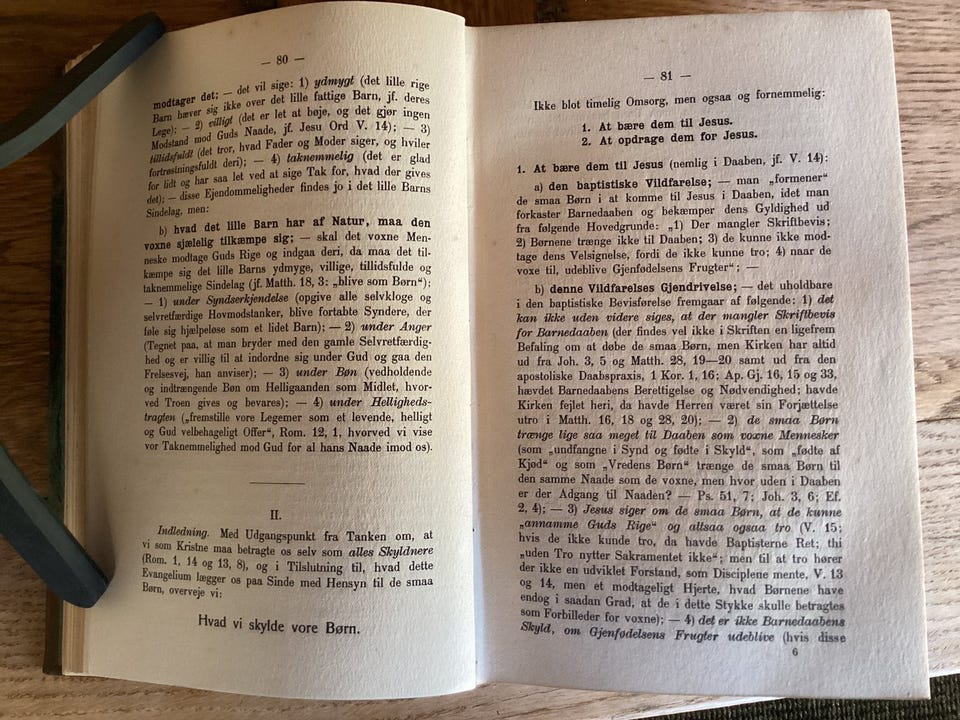 — 80 —
modtager det; — det vil sige: 1) ydmygt (det lille rige
Barn hæver sig ikke over det lille fattige Barn, jf. deres
Lege); — 2) villigt (det er let at bøje, og det gjør ingen
Modstand mod Guds Naade, jf. Jesu Ord V. 14); — 3)
tillidsfuldt (det tror, hvad Fader og Moder siger, og hviler
fortrøstningsfuldt deri); — 4) taknemmelig (det er glad
for lidt og har saa let ved at sige Tak for, hvad der gives
det); — disse Ejendommeligheder findes jo i det lille Barns
Sindelag, men:
b) hvad det lille Barn har af Natur, maa den
voxne sjælelig tilkæmpe sig; — skal det voxne Men-
neske modtage Guds Rige og indgaa deri, da maa det til-
kæmpe sig det lille Barns ydmyge, villige, tillidsfulde og
taknemmelige Sindelag (jf. Matth. 18, 3: „blive som Børn“);
— 1) under Syndserkjendelse (opgive alle selvkloge og
selvretfærdige Hovmodstanker, blive fortabte Syndere, der
føle sig hjælpeløse som et lidet Barn); — 2) under Anger
(Tegnet paa, at man bryder med den gamle Selvretfærdig-
hed og er villig til at indordne sig under Gud og gaa den
Frelsesvej, han anviser); — 3) under Bøn (vedholdende
og indtrængende Bøn om Helligaanden som Midlet, hvor-
ved Troen gives og bevares); — 4) under Helligheds-
tragten („fremstille vore Legemer som et levende, helligt
og Gud velbehageligt Offer“, Rom. 12, 1, hvorved vi vise
vor Taknemmelighed mod Gud for al hans Naade imod os).
II.
Indledning. Med Udgangspunkt fra Tanken om, at
vi som Kristne maa betragte os selv som alles Skyldnere
(Rom. 1, 14 og 13, 8), og i Tilslutning til, hvad dette
Evangelium lægger os paa Sinde med Hensyn til de smaa
Børn, overveje vi:
Hvad vi skylde vore Børn.
— 81 —
Ikke blot timelig Omsorg, men ogsaa og fornemmelig:
1. At bære dem til Jesus.
2. At opdrage dem for Jesus.
1. At bære dem til Jesus (nemlig i Daaben, jf. V. 14):
a) den baptistiske Vildfarelse; — man „formener“
de smaa Børn i at komme til Jesus i Daaben, idet man
forkaster Barnedaaben og bekæmper dens Gyldighed ud
fra følgende Hovedgrunde: „1) Der mangler Skriftbevis;
2) Børnene trænge ikke til Daaben; 3) de kunne ikke mod-
tage dens Velsignelse, fordi de ikke kunne tro; 4) naar de
voxe til, udeblive Gjenfødelsens Frugter“; —
b) denne Vildfarelses Gjendrivelse; — det uholdbare
i den baptistiske Bevisførelse fremgaar af følgende: 1) det
kan ikke uden videre siges, at der mangler Skriftbevis
for Barnedaaben (der findes vel ikke i Skriften en ligefrem
Befaling om at døbe de smaa Børn, men Kirken har altid
ud fra Joh. 3, 5 og Matth. 28, 19—20 samt ud fra den
apostoliske Daabspraxis, 1 Kor. 1, 16; Ap. Gj. 16, 15 og 33,
hævdet Barnedaabens Berettigelse og Nødvendighed; havde
Kirken fejlet heri, da havde Herren været sin Forjættelse
utro i Matth. 16, 18 og 28, 20); — 2) de smaa Børn
trænge lige saa meget til Daaben som voxne Mennesker
(som „undfangne i Synd og fødte i Skyld“, som „fødte af
Kjød“ og som „Vredens Børn“ trænge de smaa Børn til
den samme Naade som de voxne, men hvor uden i Daaben
er der Adgang til Naaden? — Ps. 51, 7; Joh. 3, 6; Ef.
2, 4); — 3) Jesus siger om de smaa Børn, at de kunne
„annamme Guds Rige“ og altsaa ogsaa tro (V. 15;
hvis de ikke kunde tro, da havde Baptisterne Ret; thi
„uden Tro nytter Sakramentet ikke“; men til at tro hører
der ikke en udviklet Forstand, som Disciplene mente, V. 13
og 14, men et modtageligt Hjerte, hvad Børnene have
endog i saadan Grad, at de i dette Stykke skulle betragtes
som Forbilleder for voxne); — 4) det er ikke Barnedaabens
Skyld, om Gjenfødelsens Frugter udeblive (hvis disse
6